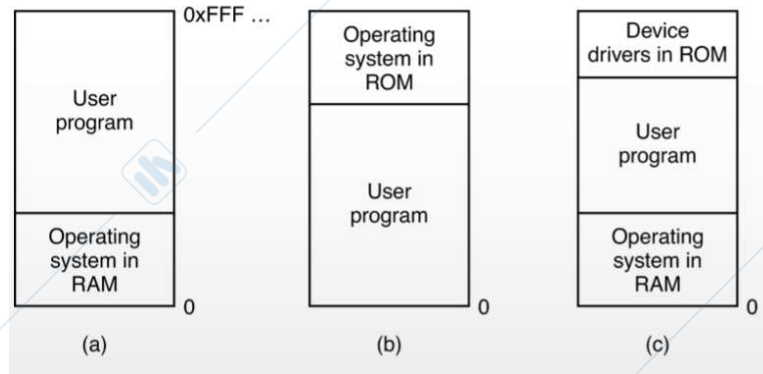 0xFFF ...
User
program
Operating
system in
RAM
0
(a)
Operating
system in
ROM
User
program
0
(b)
Device
drivers in ROM
User
program
Operating
system in
RAM
0
(c)